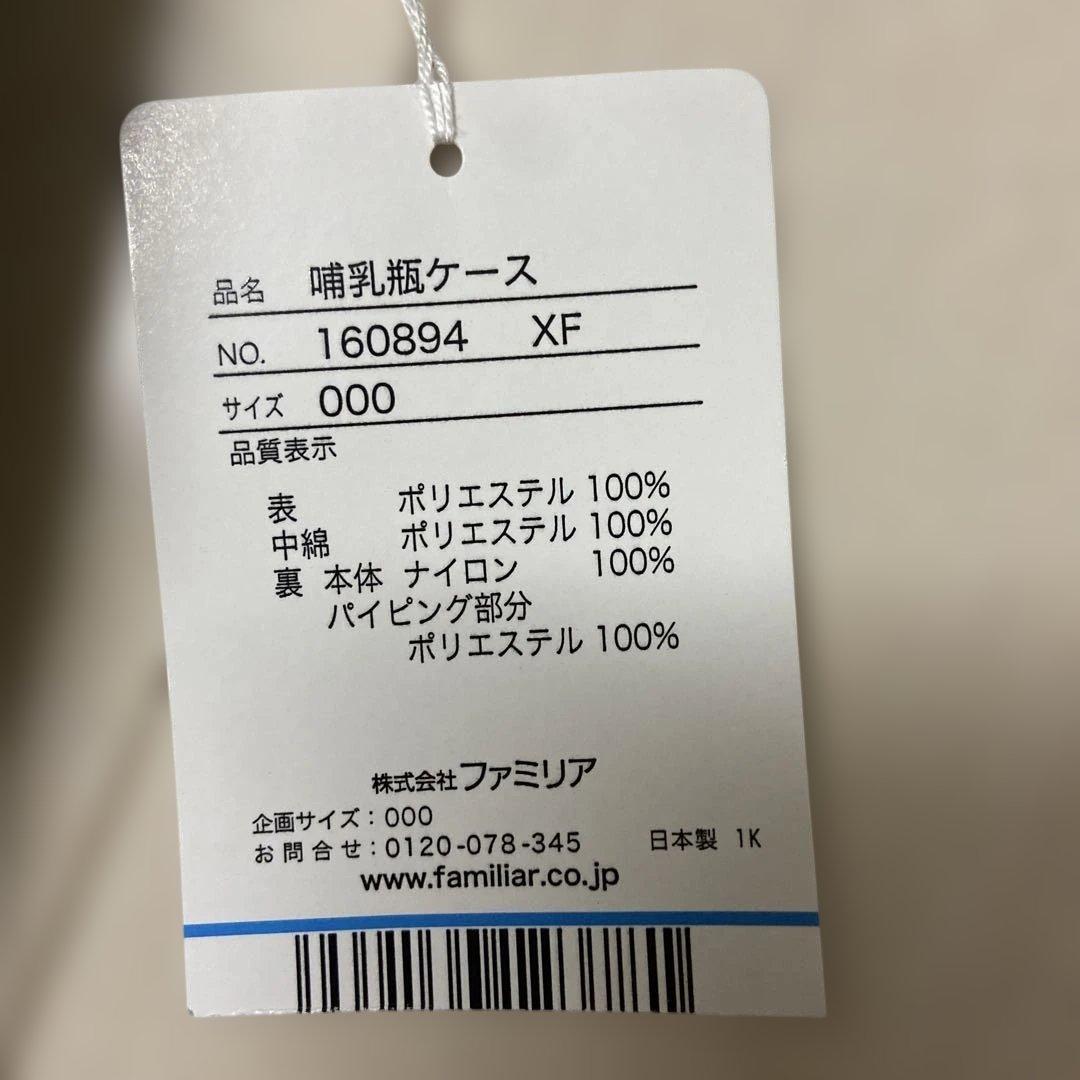 品名 哺乳瓶ケース
NO. 160894 XF
サイズ 000
品質表示
表 ポリエステル 100%
中綿 ポリエステル 100%
裏 本体 ナイロン 100%
パイピング部分
ポリエステル 100%
株式会社ファミリア
企画サイズ：000
お問合せ：0120-078-345 日本製 1K
www.familiar.co.jp